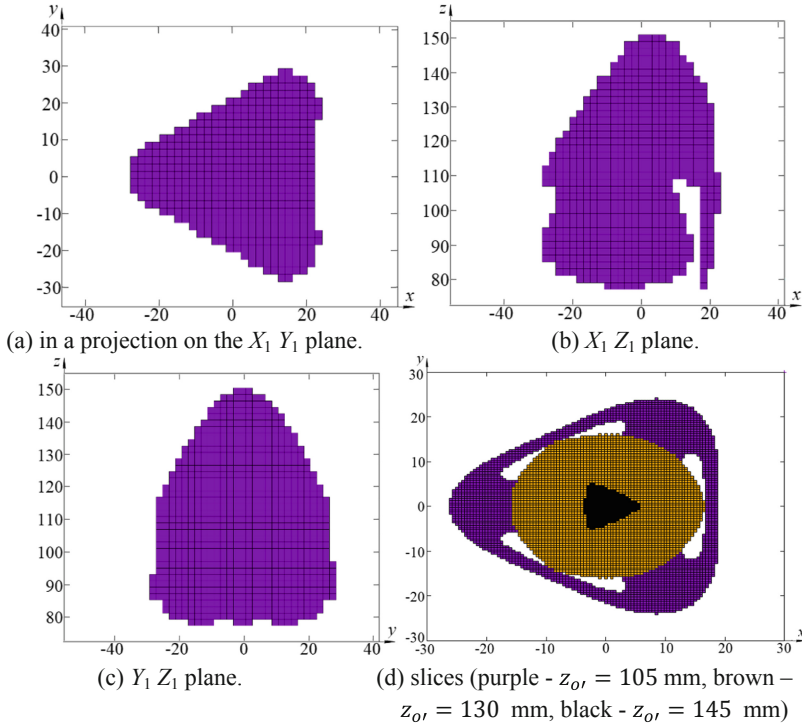 y
40
30
20
10
0
-10
-20
-30
-40 -20 0 20 40 x
z
150
140
130
120
110
100
90
80
-40 -20 0 20 40 x
(a) in a projection on the X₁ Y₁ plane.
(b) X₁ Z₁ plane.
z
150
140
130
120
110
100
90
80
-40 -20 0 20 40 y
y
30
20
10
0
-10
-20
-30
-30 -20 -10 0 10 20 30 x
(c) Y₁ Z₁ plane.
(d) slices (purple - zo′ = 105 mm, brown –
zo′ = 130 mm, black - zo′ = 145 mm)